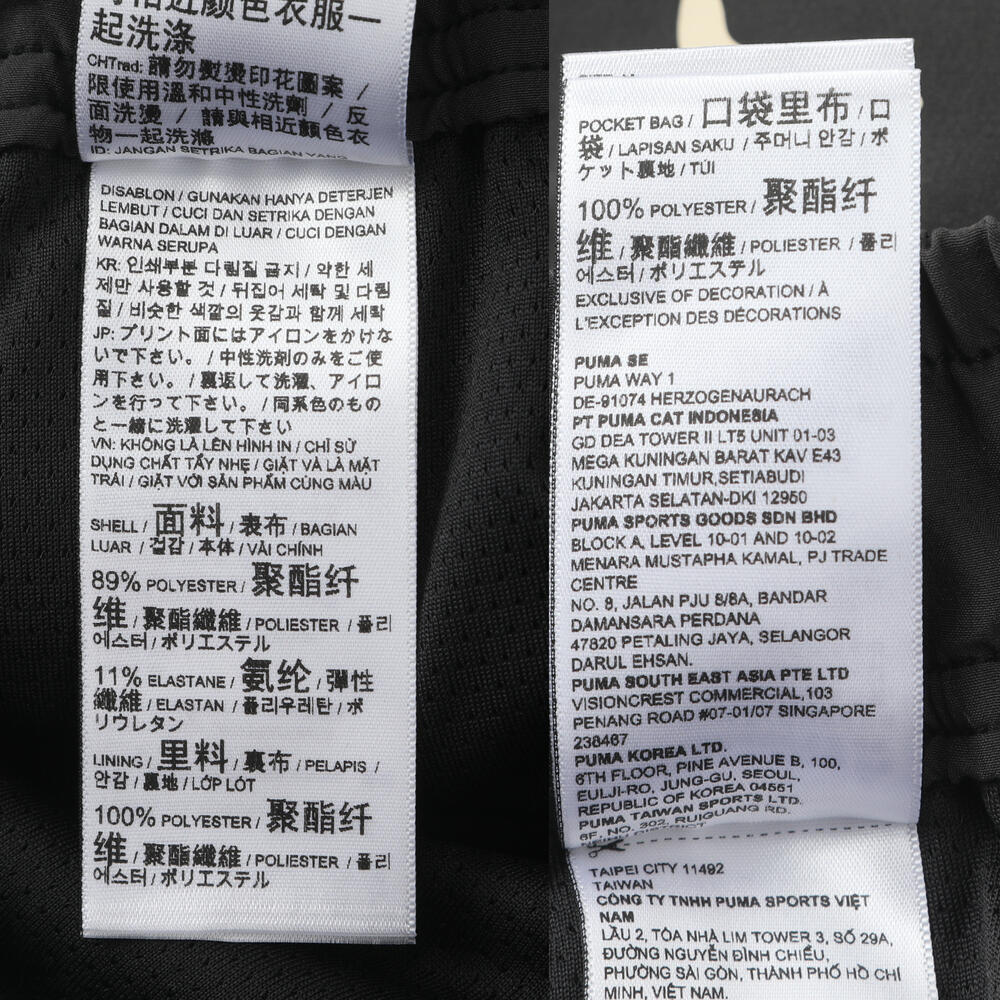 起洗涤
CHTrad: 請勿熨燙印花圖案 /
限使用溫和中性洗劑 / 反
面洗燙 / 請與相近顏色衣
物一起洗滌
ID: JANGAN SETRIKA BAGIAN YANG
DISABLON / GUNAKAN HANYA DETERJEN
LEMBUT / CUCI DAN SETRIKA DENGAN
BAGIAN DALAM DI LUAR / CUCI DENGAN
WARNA SERUPA
KR: 인쇄부분 다림질 금지 / 약한 세
제만 사용할 것 / 뒤집어 세탁 및 다림
질 / 비슷한 색깔의 옷감과 함께 세탁
JP: プリント面にはアイロンをかけな
いで下さい。 / 中性洗剤のみをご使
用下さい。 / 裏返して洗濯、アイロ
ンを行って下さい。 / 同系色のもの
と一緒に洗濯して下さい
VN: KHÔNG LÀ LÊN HÌNH IN / CHỈ SỬ
DỤNG CHẤT TẨY NHẸ / GIẶT VÀ LÀ MẶT
TRÁI / GIẶT VỚI SẢN PHẨM CÙNG MÀU
SHELL / 面料 / 表布 / BAGIAN
LUAR / 겉감 / 本体 / VẢI CHÍNH
89% POLYESTER / 聚酯纤
维 / 聚酯纖維 / POLIESTER / 폴리
에스터 / ポリエステル
11% ELASTANE / 氨纶 / 彈性
纖維 / ELASTAN / 폴리우레탄 / ポ
リウレタン
LINING / 里料 / 裏布 / PELAPIS /
안감 / 裏地 / LỚP LÓT
100% POLYESTER / 聚酯纤
维 / 聚酯纖維 / POLIESTER / 폴리
에스터 / ポリエステル
POCKET BAG / 口袋里布 / 口
袋 / LAPISAN SAKU / 주머니 안감 / ポ
ケット裏地 / TÚI
100% POLYESTER / 聚酯纤
维 / 聚酯纖維 / POLIESTER / 폴리
에스터 / ポリエステル
EXCLUSIVE OF DECORATION / À
L'EXCEPTION DES DÉCORATIONS
PUMA SE
PUMA WAY 1
DE-91074 HERZOGENAURACH
PT PUMA CAT INDONESIA
GD DEA TOWER II LT5 UNIT 01-03
MEGA KUNINGAN BARAT KAV E43
KUNINGAN TIMUR,SETIABUDI
JAKARTA SELATAN-DKI 12950
PUMA SPORTS GOODS SDN BHD
BLOCK A, LEVEL 10-01 AND 10-02
MENARA MUSTAPHA KAMAL, PJ TRADE
CENTRE
NO. 8, JALAN PJU 8/8A, BANDAR
DAMANSARA PERDANA
47820 PETALING JAYA, SELANGOR
DARUL EHSAN.
PUMA SOUTH EAST ASIA PTE LTD
VISIONCREST COMMERCIAL,103
PENANG ROAD #07-01/07 SINGAPORE
238467
PUMA KOREA LTD.
6TH FLOOR, PINE AVENUE B, 100,
EULJI-RO, JUNG-GU, SEOUL,
REPUBLIC OF KOREA 04551
PUMA TAIWAN SPORTS LTD.
6F, NO. 302, RUIGUANG RD.
TAIPEI CITY 11492
TAIWAN
CÔNG TY TNHH PUMA SPORTS VIỆT
NAM
LẦU 2, TÒA NHÀ LIM TOWER 3, SỐ 29A,
ĐƯỜNG NGUYỄN ĐÌNH CHIỂU,
PHƯỜNG SÀI GÒN, THÀNH PHỐ HỒ CHÍ
MINH, VIỆT NAM.